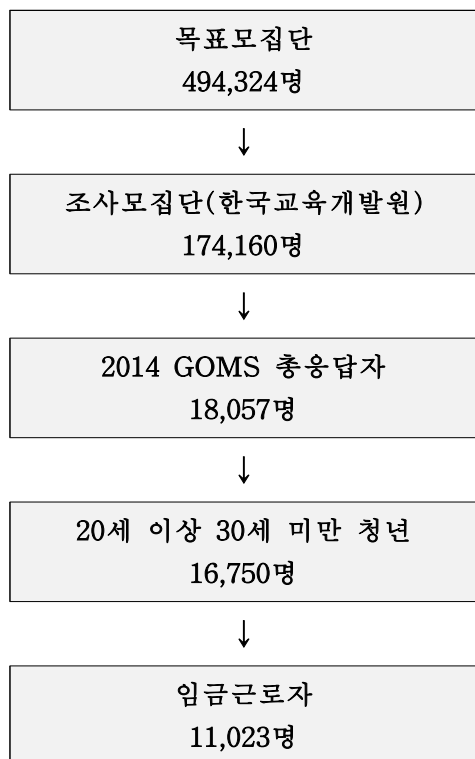 목표모집단
494,324명
↓
조사모집단(한국교육개발원)
174,160명
↓
2014 GOMS 총응답자
18,057명
↓
20세 이상 30세 미만 청년
16,750명
↓
임금근로자
11,023명